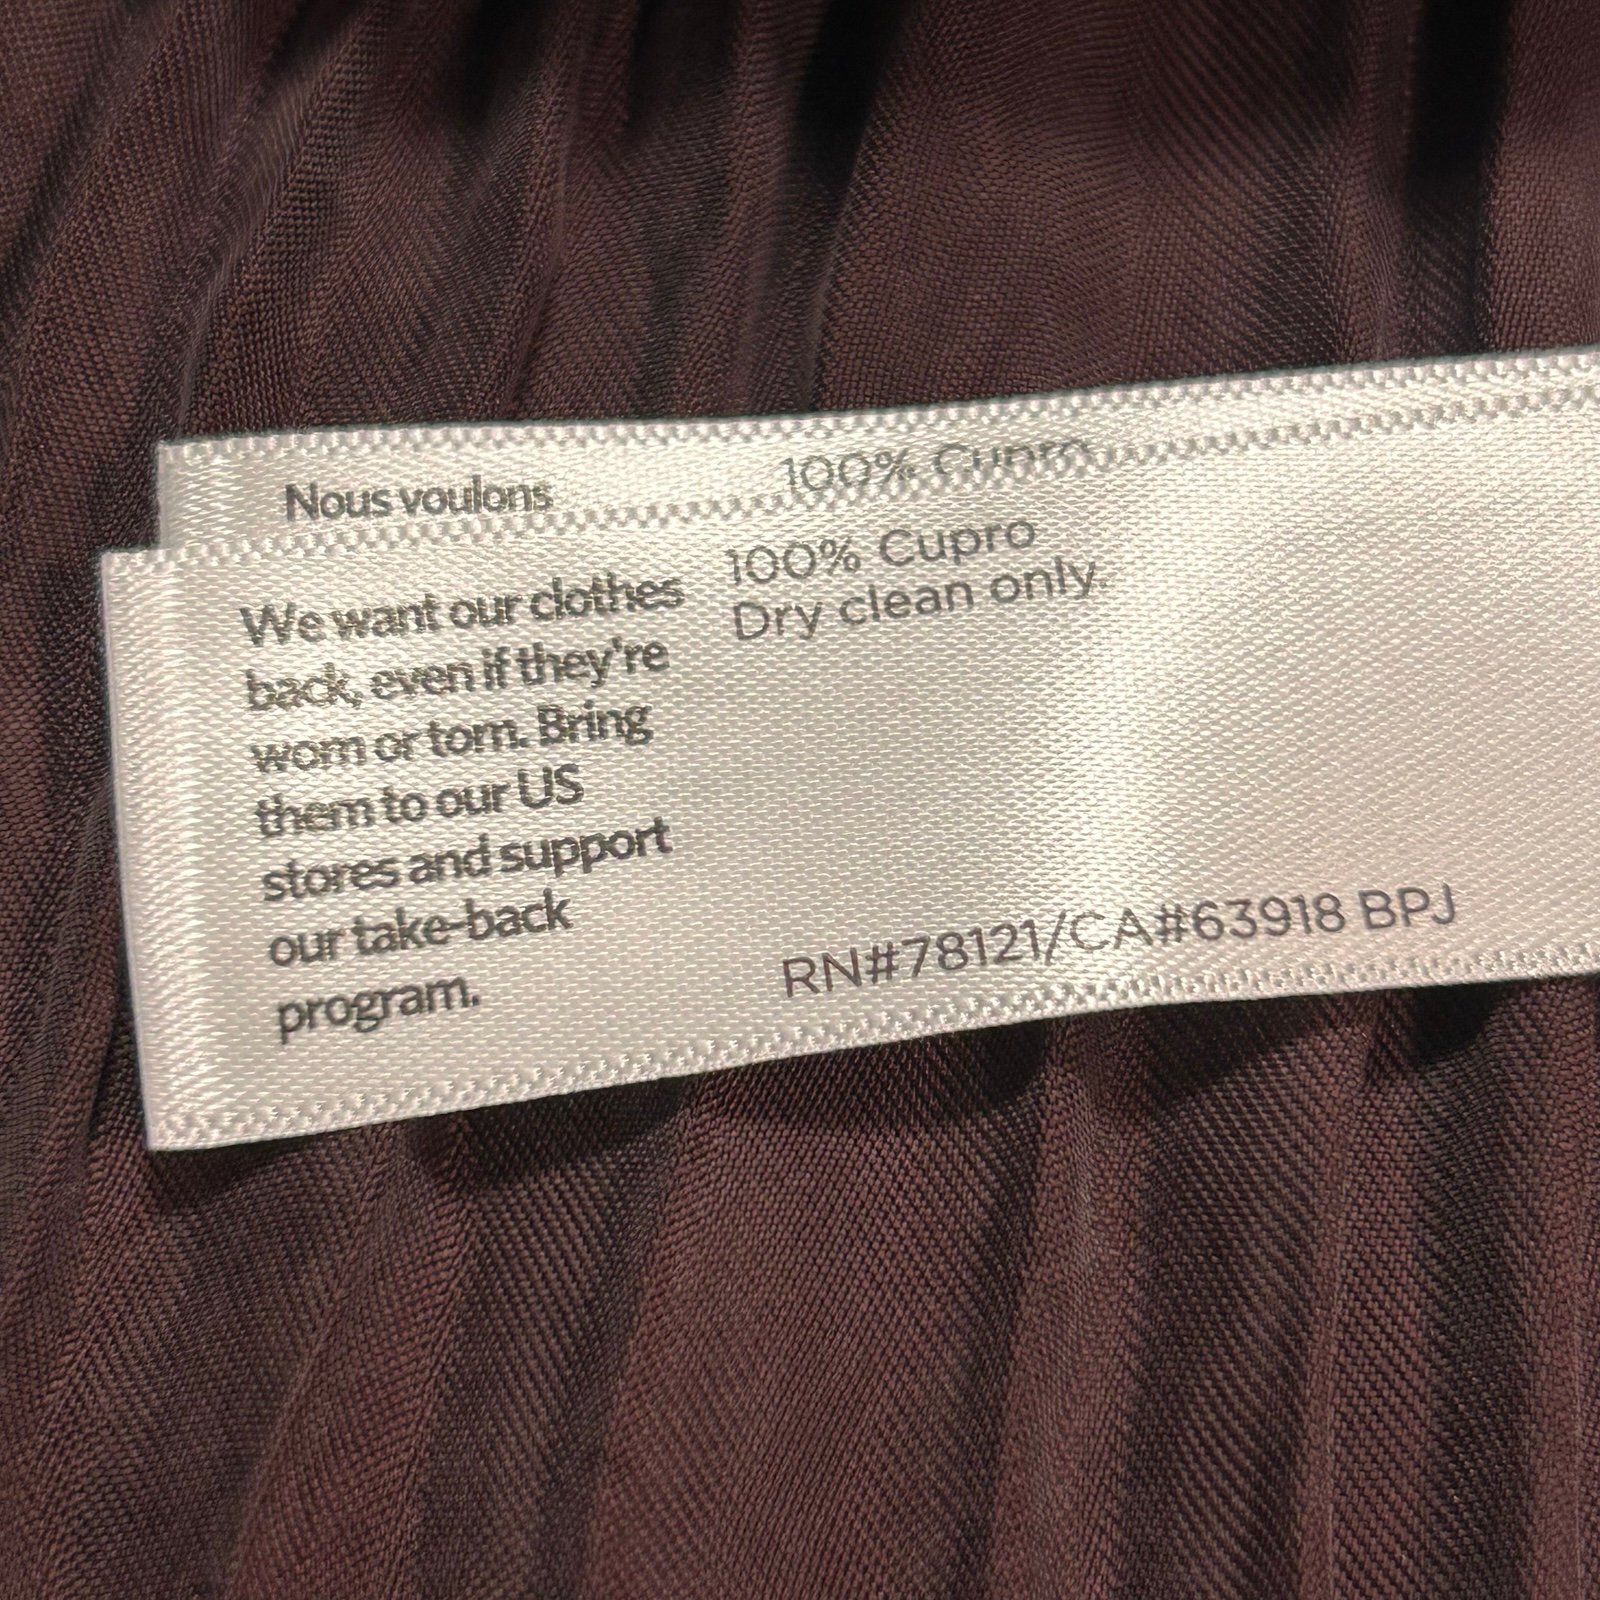 Nous voulons
100% Cupro
We want our clothes
back, even if they're
worn or torn. Bring
them to our US
stores and support
our take-back
program.
100% Cupro
Dry clean only.
RN#78121/CA#63918 BPJ